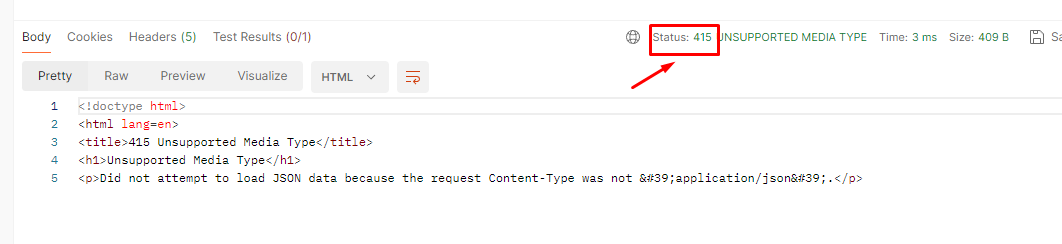 Body Cookies Headers (5) Test Results (0/1) Status: 415 UNSUPPORTED MEDIA TYPE Time: 3 ms Size: 409 B
Pretty Raw Preview Visualize HTML
1 <!doctype html>
2 <html lang=en>
3 <title>415 Unsupported Media Type</title>
4 <h1>Unsupported Media Type</h1>
5 <p>Did not attempt to load JSON data because the request Content-Type was not &#39;application/json&#39;.</p>